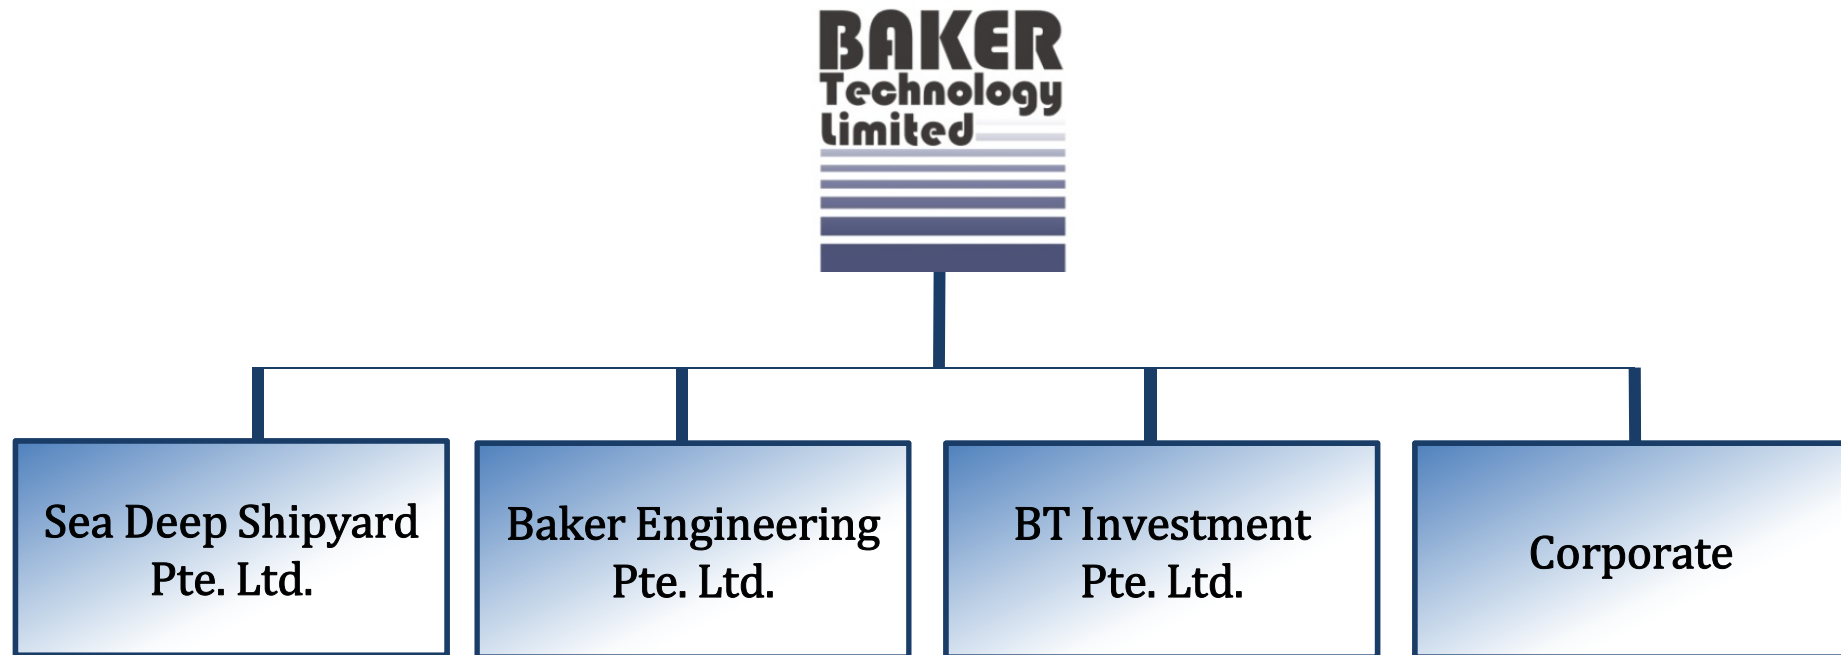 BAKER
Technology
Limited
Sea Deep Shipyard
Pte. Ltd.
Baker Engineering
Pte. Ltd.
BT Investment
Pte. Ltd.
Corporate